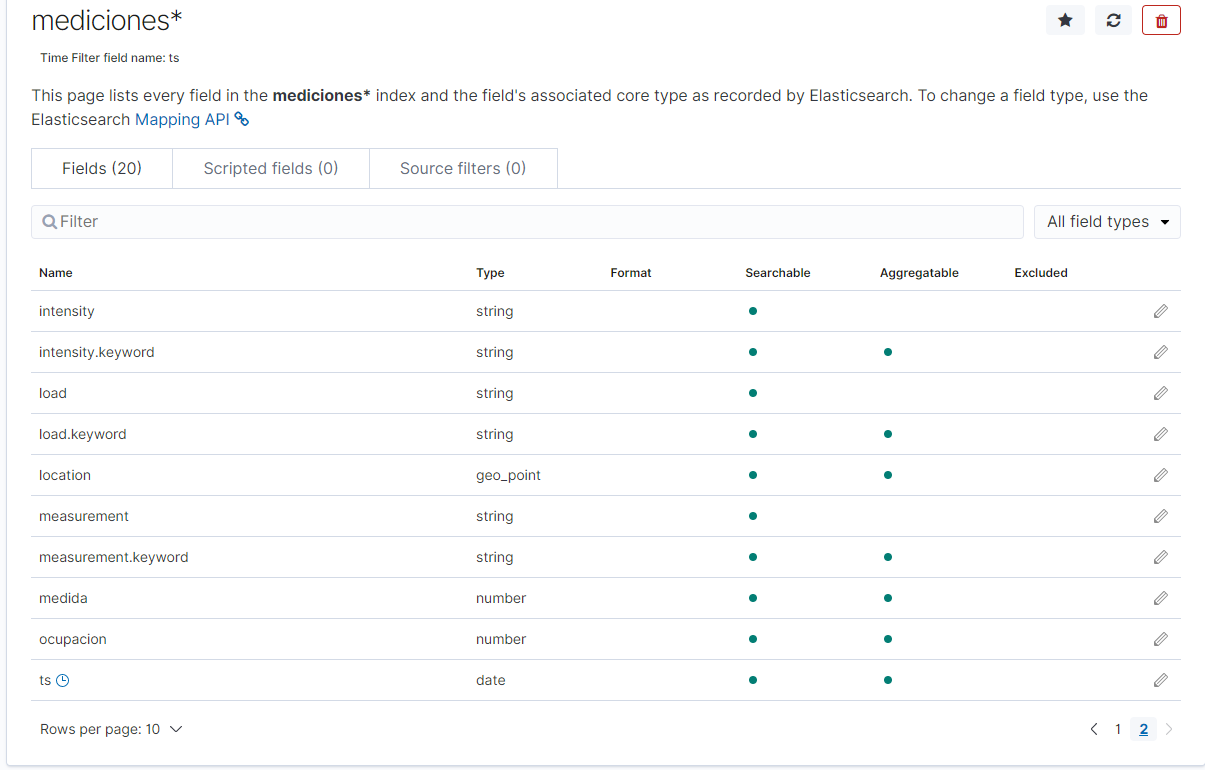 mediciones*
Time Filter field name: ts
This page lists every field in the mediciones* index and the field's associated core type as recorded by Elasticsearch. To change a field type, use the
Elasticsearch Mapping API
Fields (20) Scripted fields (0) Source filters (0)
Filter All field types
Name Type Format Searchable Aggregatable Excluded
intensity string
intensity.keyword string
load string
load.keyword string
location geo_point
measurement string
measurement.keyword string
medida number
ocupacion number
ts date
Rows per page: 10 1 2